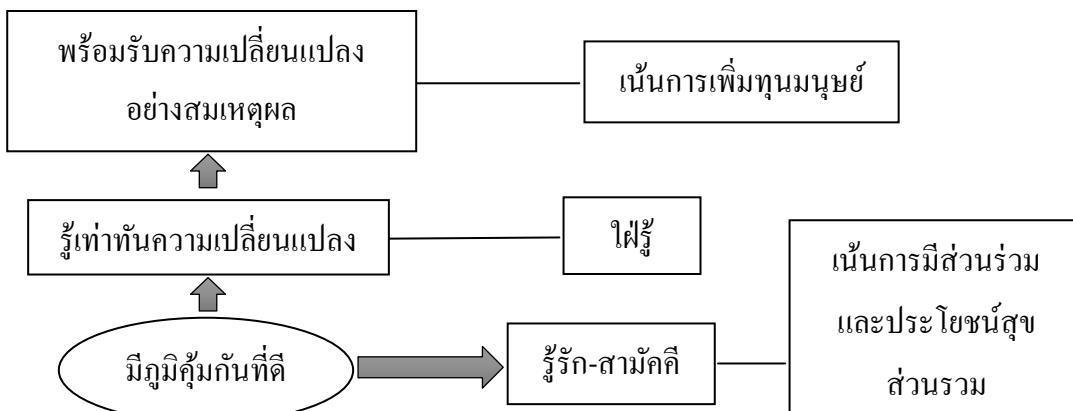 พร้อมรับความเปลี่ยนแปลง
อย่างสมเหตุผล
เน้นการเพิ่มทุนมนุษย์
รู้เท่าทันความเปลี่ยนแปลง
ใฝ่รู้
เน้นการมีส่วนร่วม
และประโยชน์สุข
ส่วนรวม
มีภูมิคุ้มกันที่ดี
รู้รัก-สามัคคี